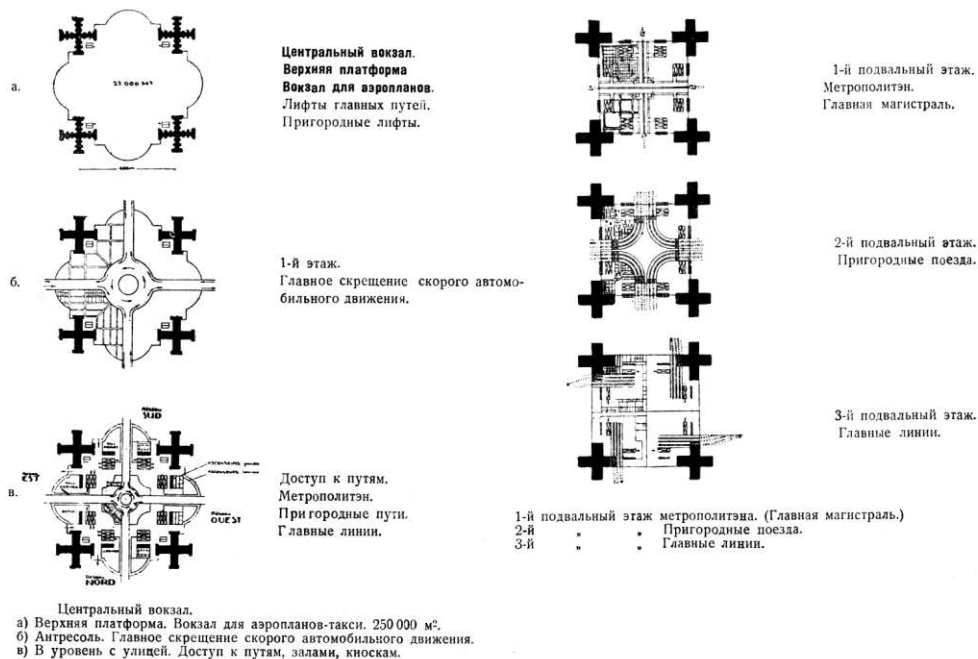 а.
25 000 м2
Центральный вокзал.
Верхняя платформа
Вокзал для аэропланов.
Лифты главных путей.
Пригородные лифты.
б.
1-й этаж.
Главное скрещение скорого автомо-
бильного движения.
в.
SUD
EST
OUEST
NORD
Доступ к путям.
Метрополитэн.
Пригородные пути.
Главные линии.
1-й подвальный этаж.
Метрополитэн.
Главная магистраль.
2-й подвальный этаж.
Пригородные поезда.
3-й подвальный этаж.
Главные линии.
1-й подвальный этаж метрополитэна. (Главная магистраль.)
2-й „ „ Пригородные поезда.
3-й „ „ Главные линии.
Центральный вокзал.
а) Верхняя платформа. Вокзал для аэропланов-такси. 250 000 м².
б) Антресоль. Главное скрещение скорого автомобильного движения.
в) В уровень с улицей. Доступ к путям, залами, киоскам.